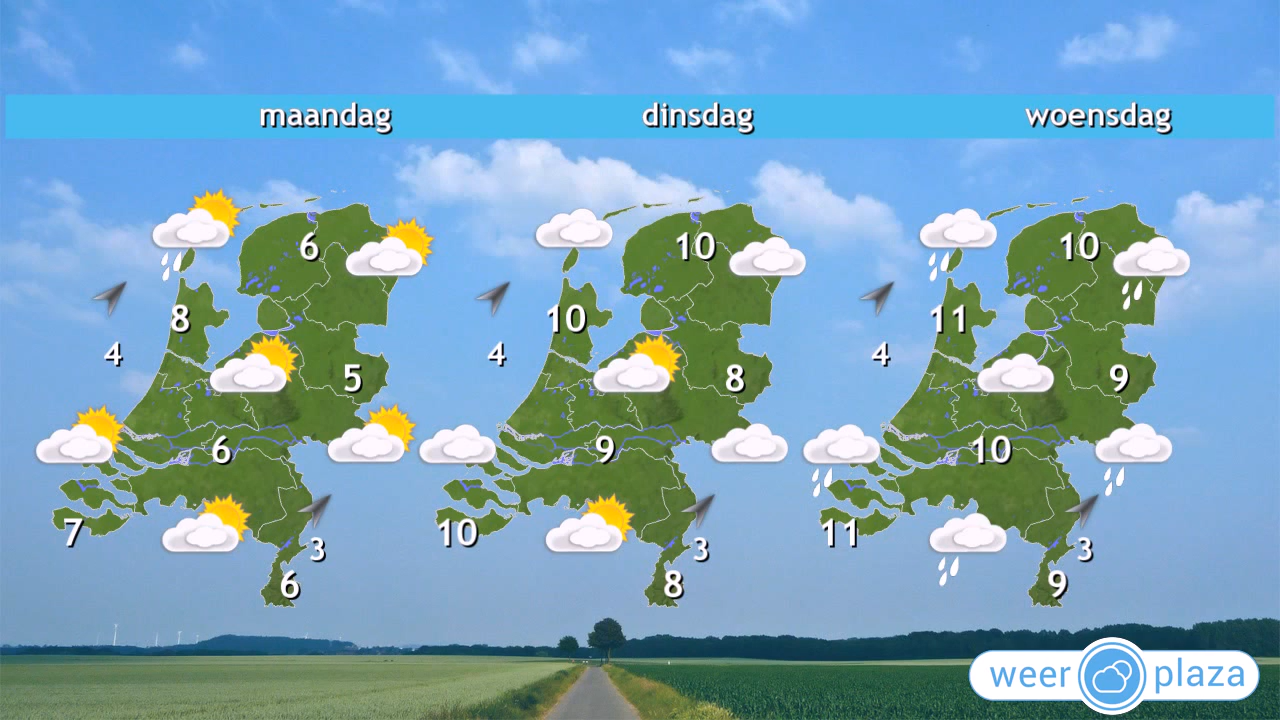 maandag dinsdag woensdag
6 10 10
8 10 11
4 4 4
5 8 9
6 9 10
7 10 11
3 3 3
6 8 9
weer plaza